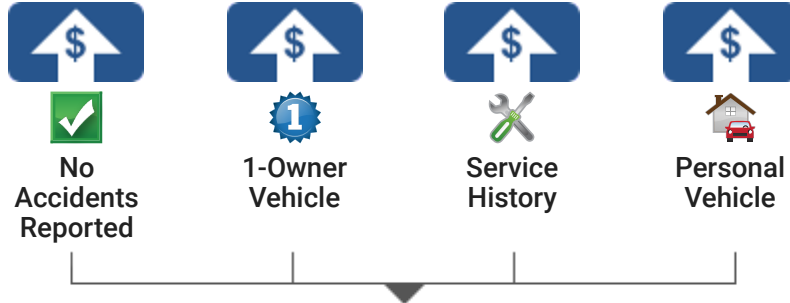 $ $ $ $
1
No Accidents Reported
1-Owner Vehicle
Service History
Personal Vehicle